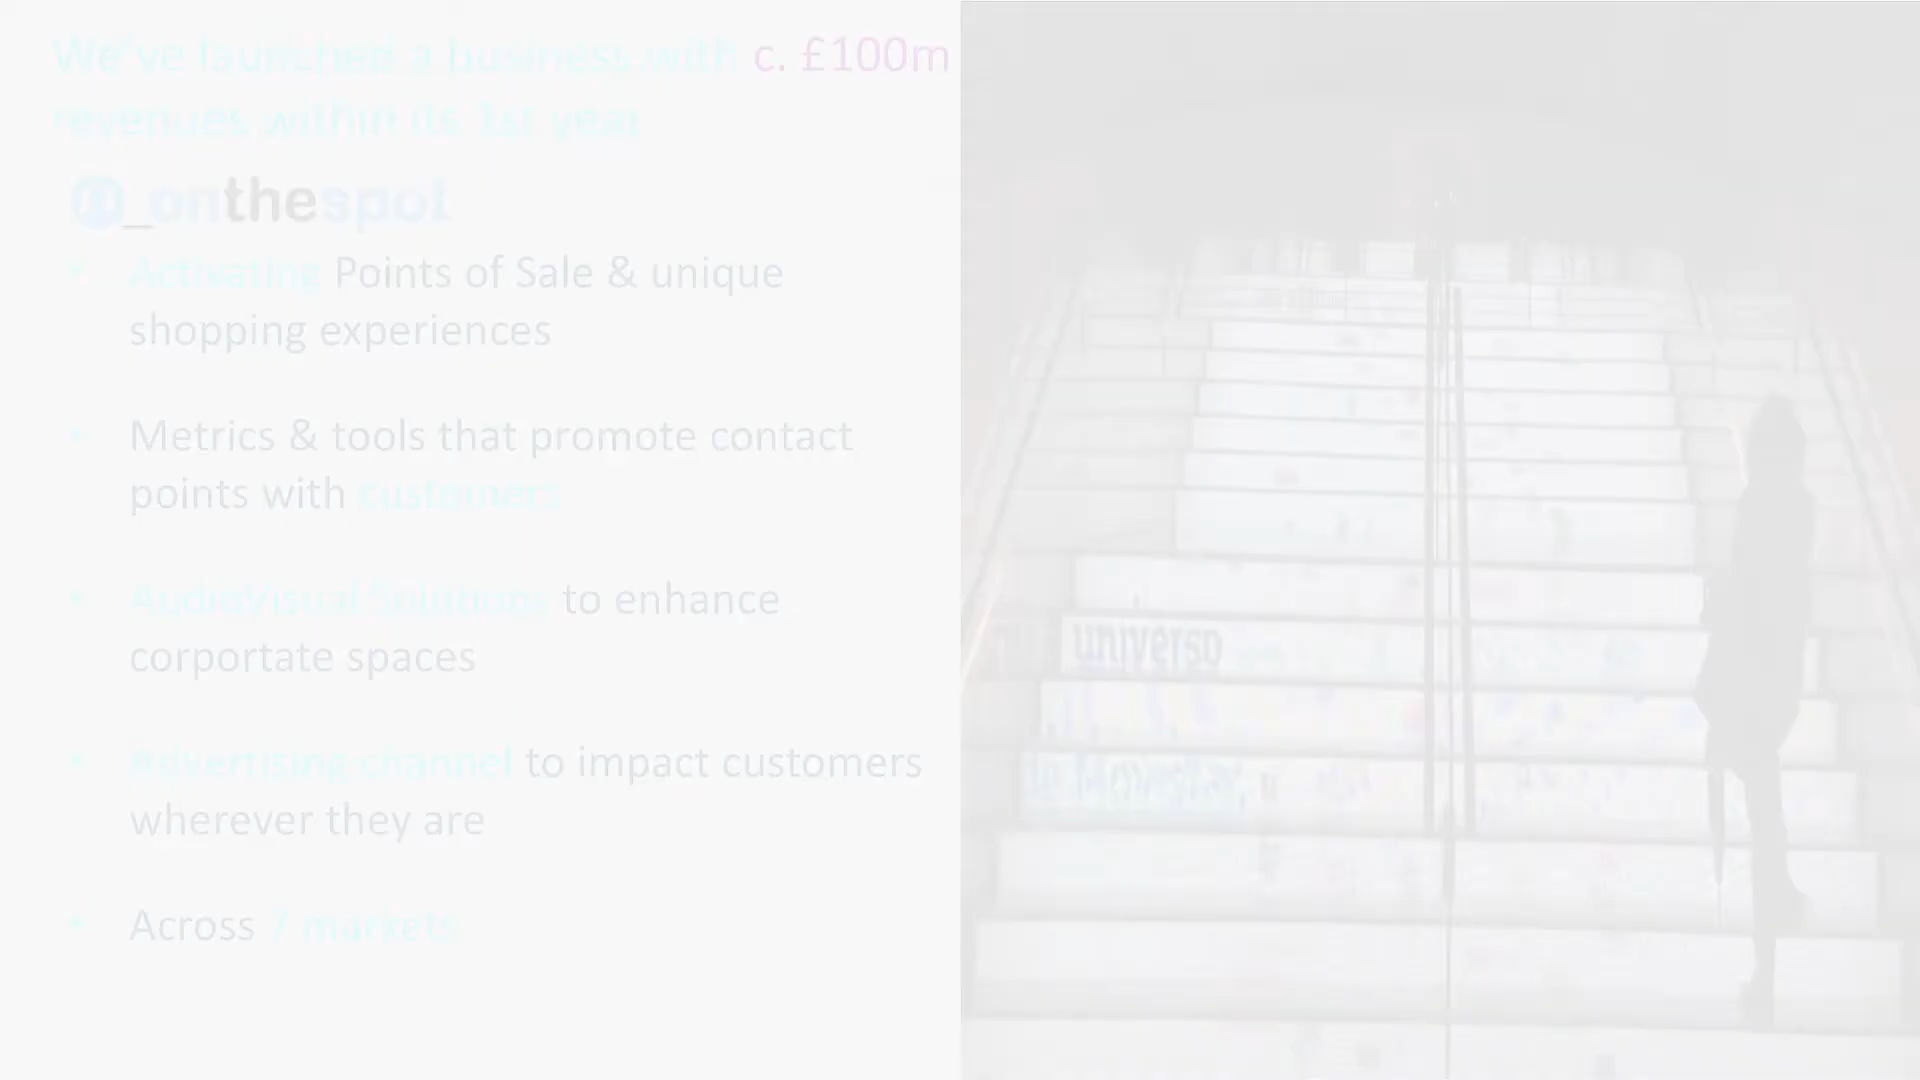 We've launched a business with c. £100m
revenues within its 1st year
_onthespot
• Activating Points of Sale & unique
shopping experiences
• Metrics & tools that promote contact
points with customers
• AudioVisual Solutions to enhance
corportate spaces
• Advertising channel to impact customers
wherever they are
• Across 7 markets
universo